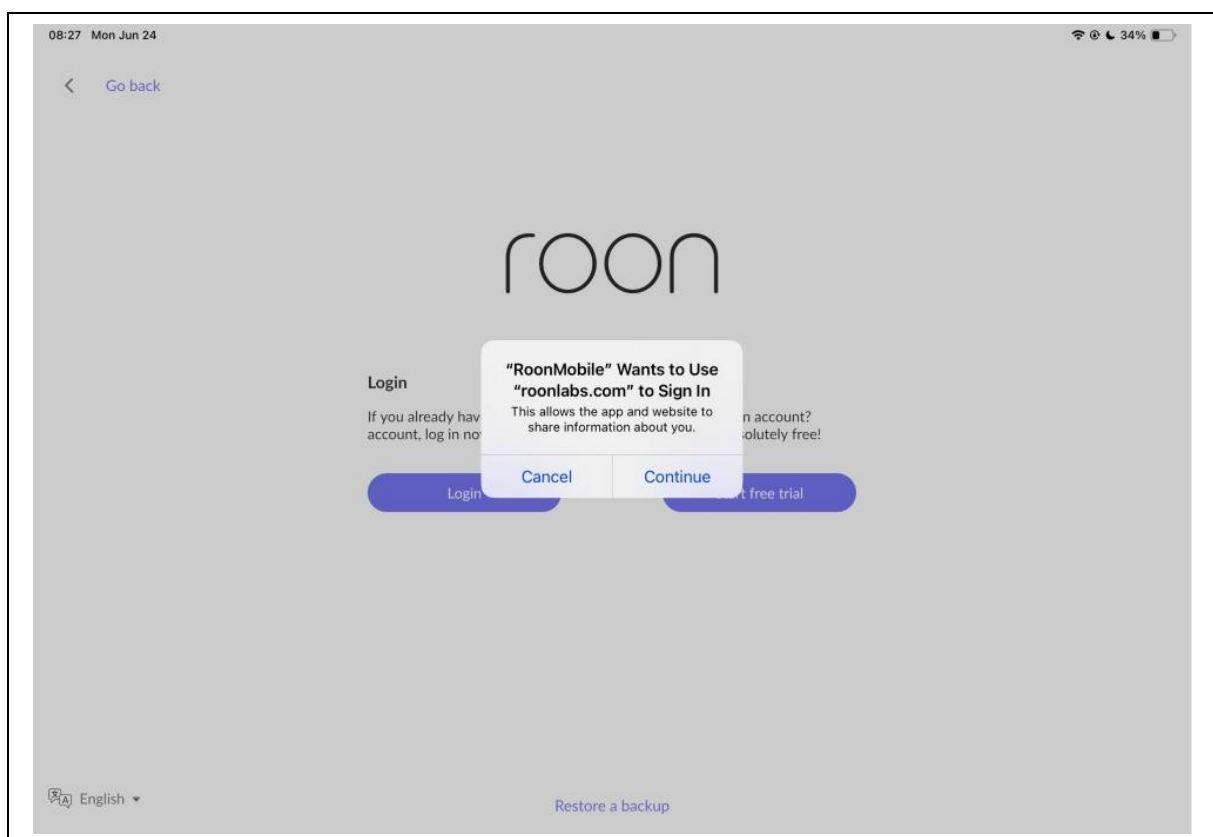 08:27 Mon Jun 24
34%
Go back
roon
"RoonMobile" Wants to Use
"roonlabs.com" to Sign In
This allows the app and website to
share information about you.
Cancel Continue
Login
If you already hav
account, log in no
n account?
solutely free!
Login
free trial
English
Restore a backup